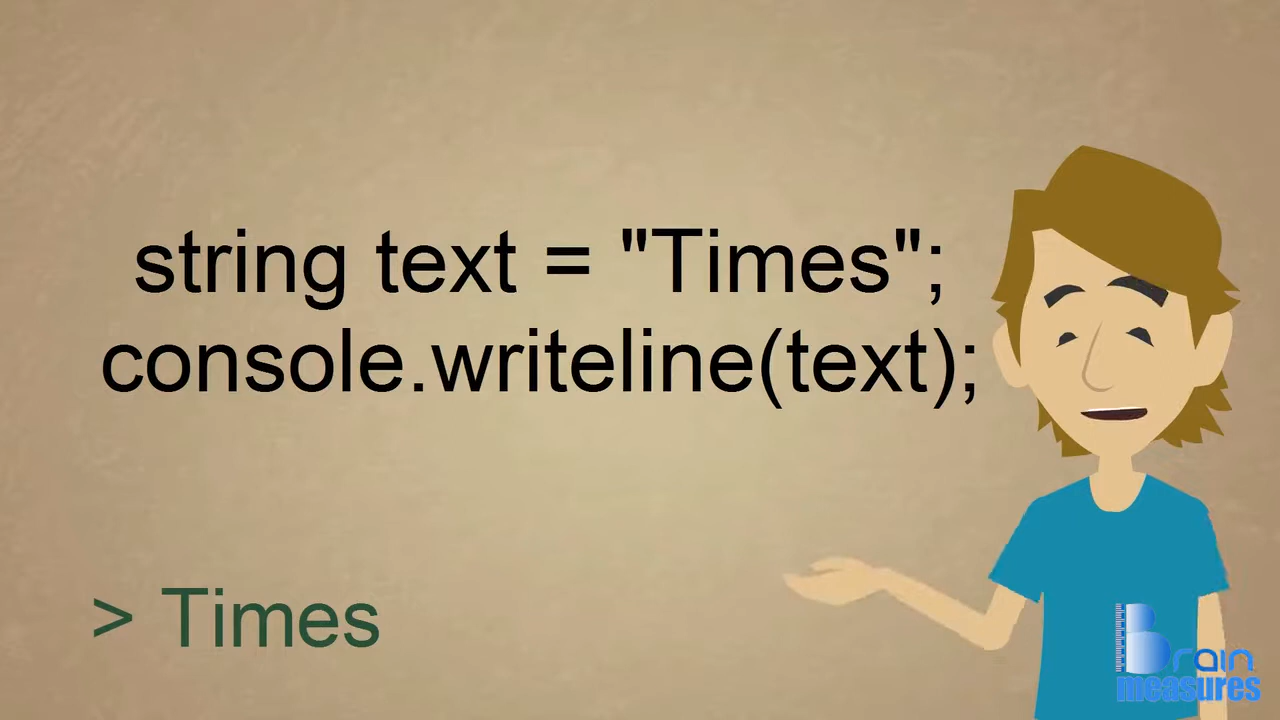 string text = "Times";
console.writeline(text);
> Times
Brain
measures